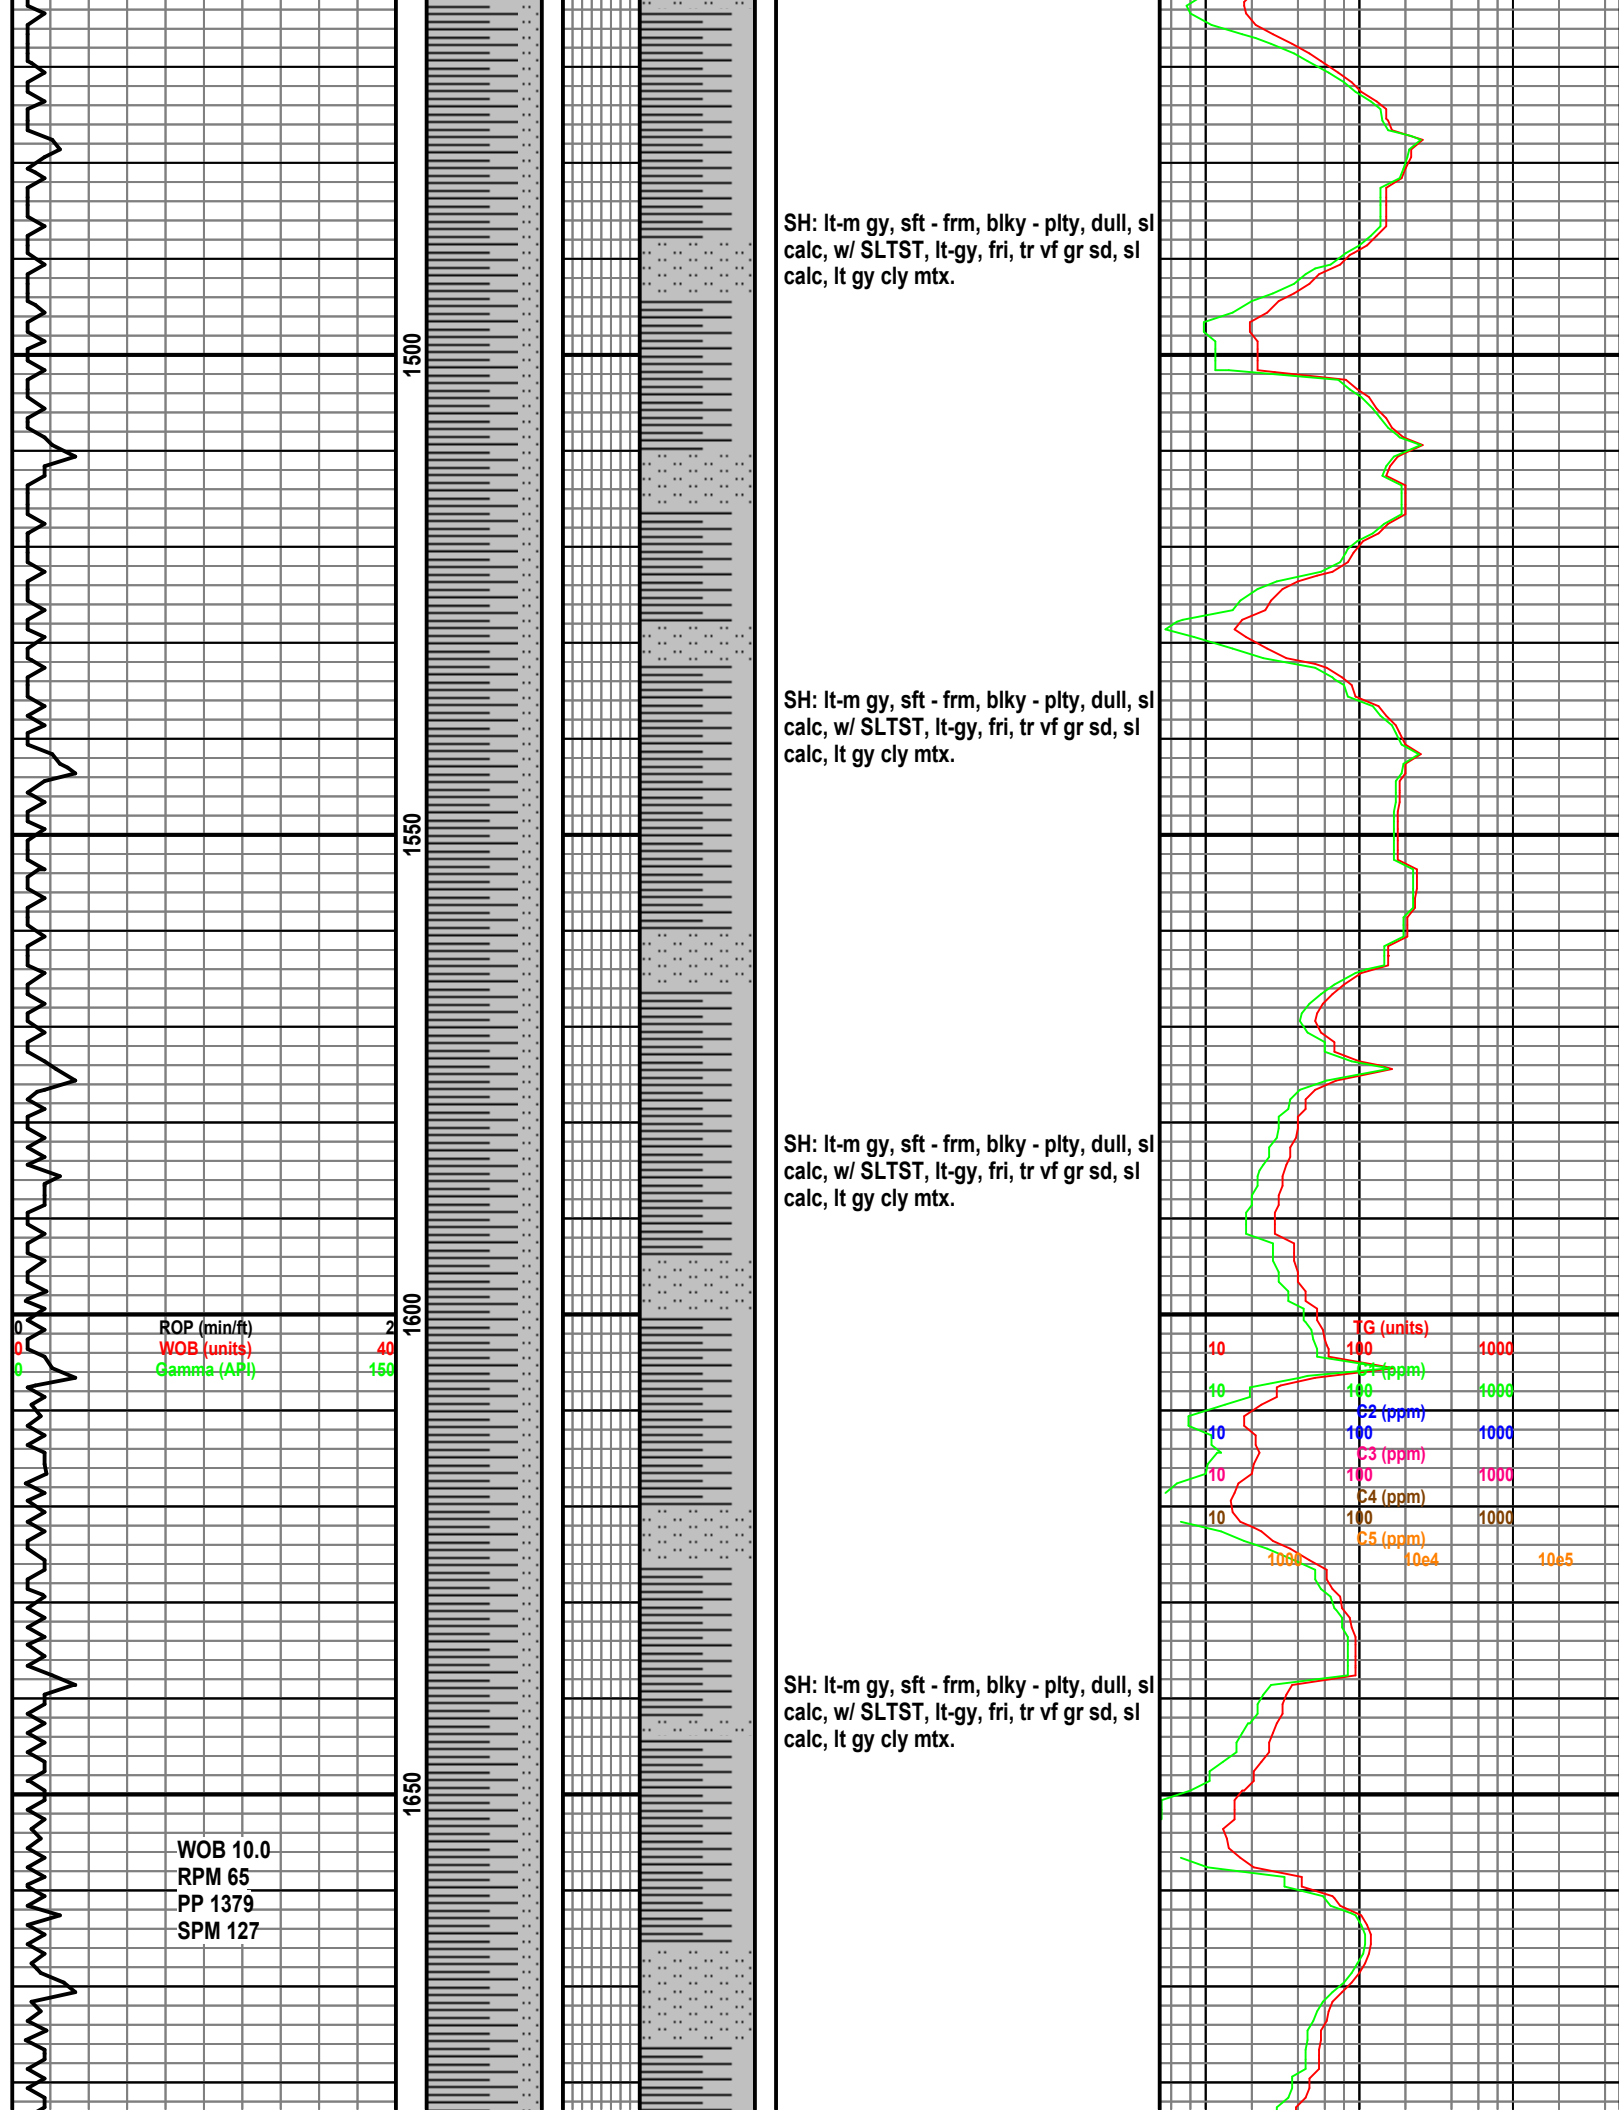 SH: lt-m gy, sft - frm, blky - plty, dull, sl
calc, w/ SLTST, lt-gy, fri, tr vf gr sd, sl
calc, lt gy cly mtx.
1500
SH: lt-m gy, sft - frm, blky - plty, dull, sl
calc, w/ SLTST, lt-gy, fri, tr vf gr sd, sl
calc, lt gy cly mtx.
1550
SH: lt-m gy, sft - frm, blky - plty, dull, sl
calc, w/ SLTST, lt-gy, fri, tr vf gr sd, sl
calc, lt gy cly mtx.
1600
0 ROP (min/ft) 2
0 WOB (units) 40
0 Gamma (API) 150
TG (units)
10 100 1000
C1 (ppm)
10 100 1000
C2 (ppm)
10 100 1000
C3 (ppm)
10 100 1000
C4 (ppm)
10 100 1000
C5 (ppm)
1000 10e4 10e5
SH: lt-m gy, sft - frm, blky - plty, dull, sl
calc, w/ SLTST, lt-gy, fri, tr vf gr sd, sl
calc, lt gy cly mtx.
1650
WOB 10.0
RPM 65
PP 1379
SPM 127